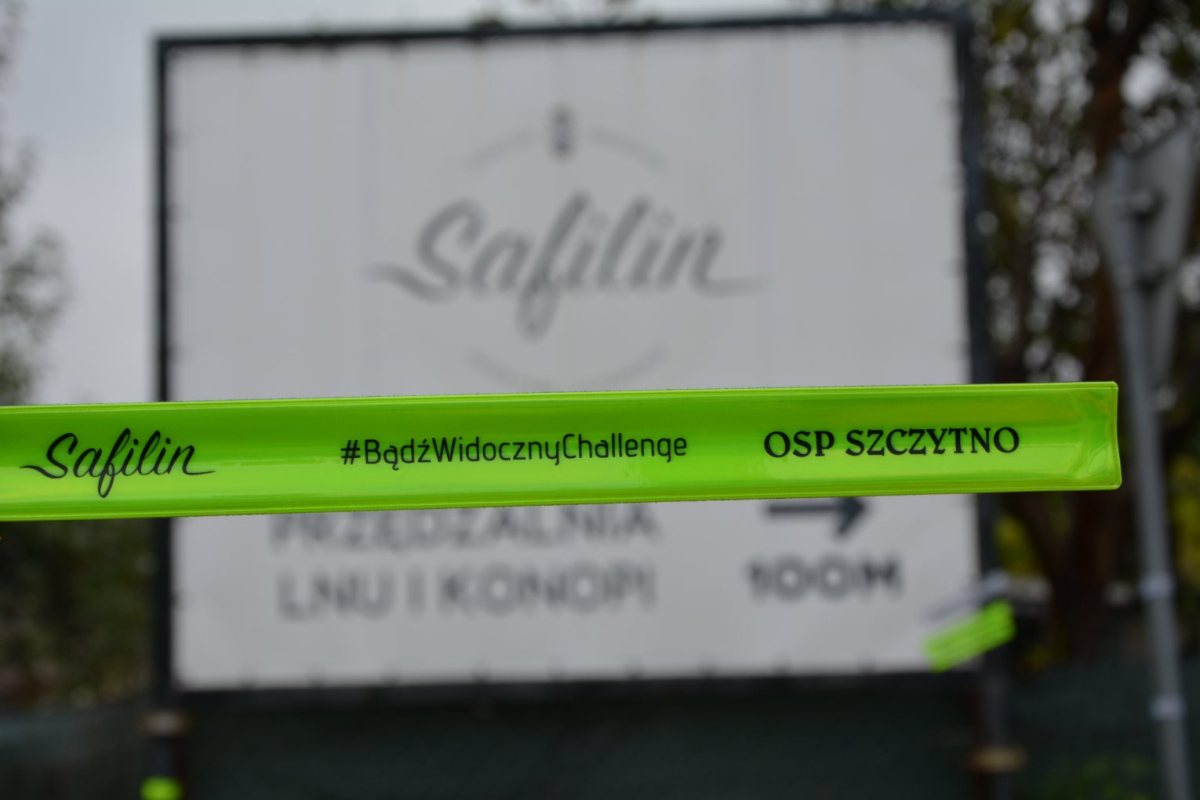 Safilin
Safilin #BądźWidocznyChallenge OSP SZCZYTNO
PRZĘDZALNIA
LNU I KONOPI
100M